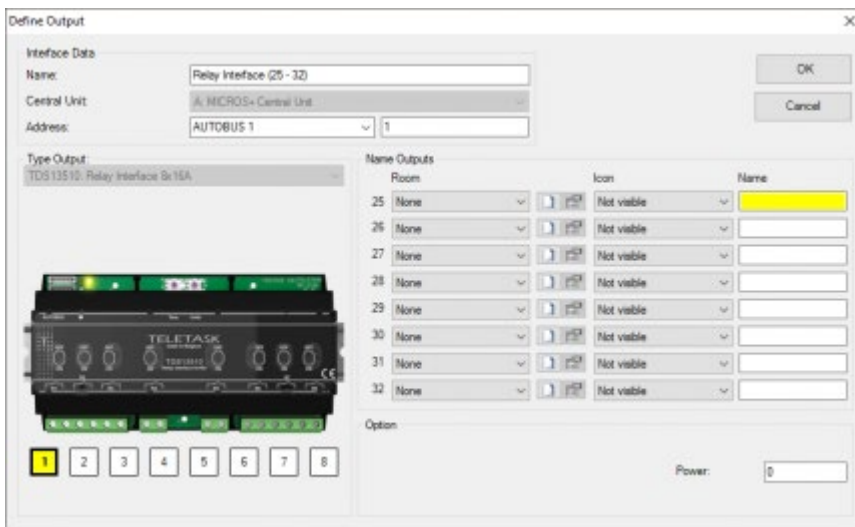 Define Output
Interface Data
Name: Relay Interface (25 - 32)
OK
Central Unit: A: MICROS+ Central Unit
Cancel
Address: AUTOBUS 1 1
Type Output:
TDS13510: Relay Interface 8x16A
Name Outputs
Room Icon Name
25 None Not visible
26 None Not visible
27 None Not visible
28 None Not visible
29 None Not visible
30 None Not visible
31 None Not visible
32 None Not visible
AUTOBUS
TELETASK
TDS13510
CE
1 2 3 4 5 6 7 8
Option
Power: 0